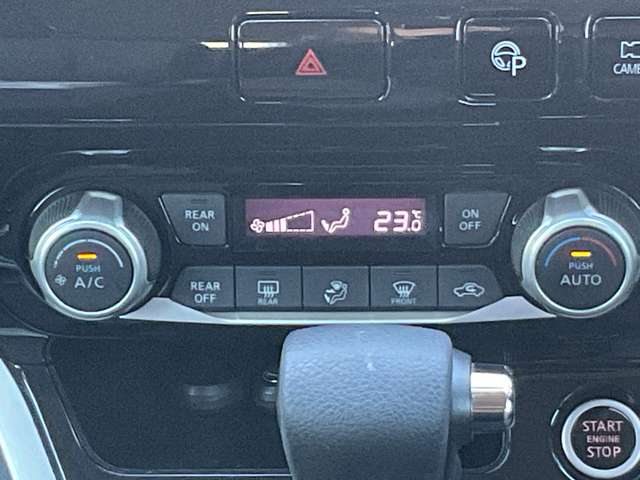 P
CAME
REAR
ON
23.0°C
ON
OFF
PUSH
A/C
PUSH
AUTO
REAR
OFF
REAR
FRONT
START
ENGINE
STOP